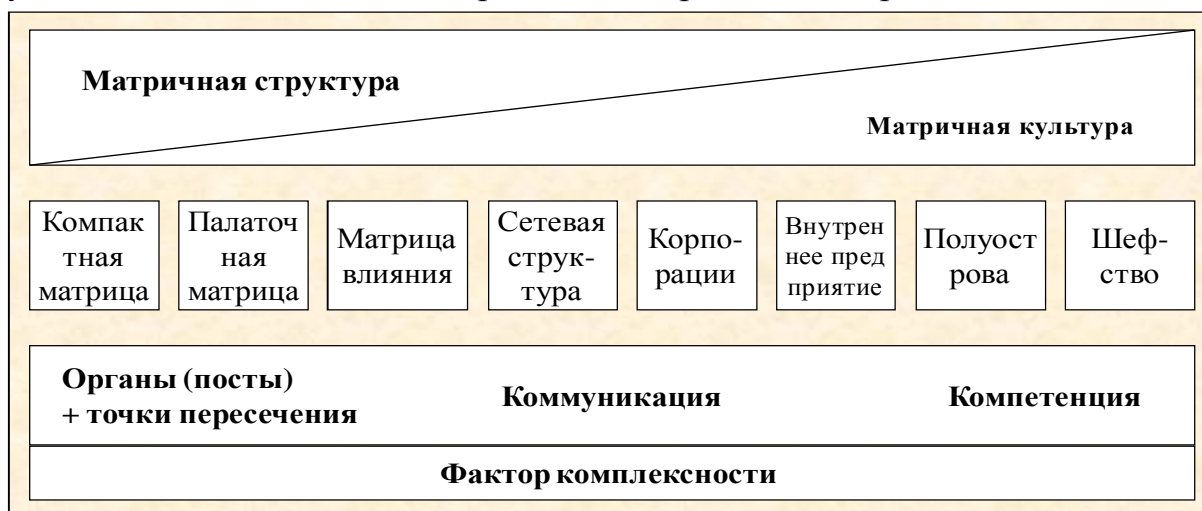 Матричная структура
Матричная культура
Компак
тная
матрица
Палаточ
ная
матрица
Матрица
влияния
Сетевая
струк-
тура
Корпо-
рации
Внутрен
нее пред
приятие
Полуост
рова
Шеф-
ство
Органы (посты)
+ точки пересечения
Коммуникация
Компетенция
Фактор комплексности